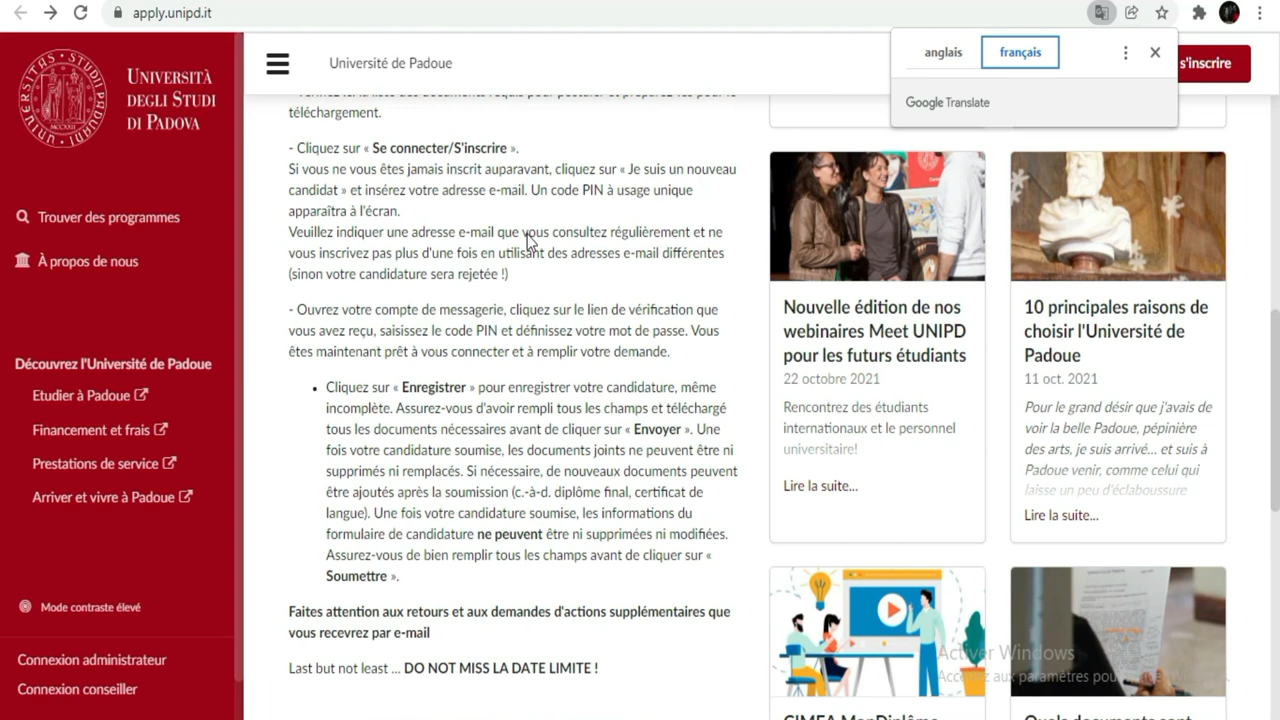 apply.unipd.it
anglais
français
Google Translate
UNIVERSITÀ
DEGLI STUDI
DI PADOVA
Université de Padoue
s'inscrire
Trouver des programmes
À propos de nous
Découvrez l'Université de Padoue
Etudier à Padoue
Financement et frais
Prestations de service
Arriver et vivre à Padoue
Mode contraste élevé
Connexion administrateur
Connexion conseiller
téléchargement.
- Cliquez sur « Se connecter/S'inscrire ».
Si vous ne vous êtes jamais inscrit auparavant, cliquez sur « Je suis un nouveau
candidat » et insérez votre adresse e-mail. Un code PIN à usage unique
apparaîtra à l'écran.
Veuillez indiquer une adresse e-mail que vous consultez régulièrement et ne
vous inscrivez pas plus d'une fois en utilisant des adresses e-mail différentes
(sinon votre candidature sera rejetée !)
- Ouvrez votre compte de messagerie, cliquez sur le lien de vérification que
vous avez reçu, saisissez le code PIN et définissez votre mot de passe. Vous
êtes maintenant prêt à vous connecter et à remplir votre demande.
• Cliquez sur « Enregistrer » pour enregistrer votre candidature, même
incomplète. Assurez-vous d'avoir rempli tous les champs et téléchargé
tous les documents nécessaires avant de cliquer sur « Envoyer ». Une
fois votre candidature soumise, les documents joints ne peuvent être ni
supprimés ni remplacés. Si nécessaire, de nouveaux documents peuvent
être ajoutés après la soumission (c.-à-d. diplôme final, certificat de
langue). Une fois votre candidature soumise, les informations du
formulaire de candidature ne peuvent être ni supprimées ni modifiées.
Assurez-vous de bien remplir tous les champs avant de cliquer sur «
Soumettre ».
Faites attention aux retours et aux demandes d'actions supplémentaires que
vous recevrez par e-mail
Last but not least ... DO NOT MISS LA DATE LIMITE !
Nouvelle édition de nos
webinaires Meet UNIPD
pour les futurs étudiants
22 octobre 2021
Rencontrez des étudiants
internationaux et le personnel
universitaire!
Lire la suite...
10 principales raisons de
choisir l'Université de
Padoue
11 oct. 2021
Pour le grand désir que j'avais de
voir la belle Padoue, pépinière
des arts, je suis arrivé... et suis à
Padoue venir, comme celui qui
laisse un peu d'éclaboussure
Lire la suite...
Activer Windows